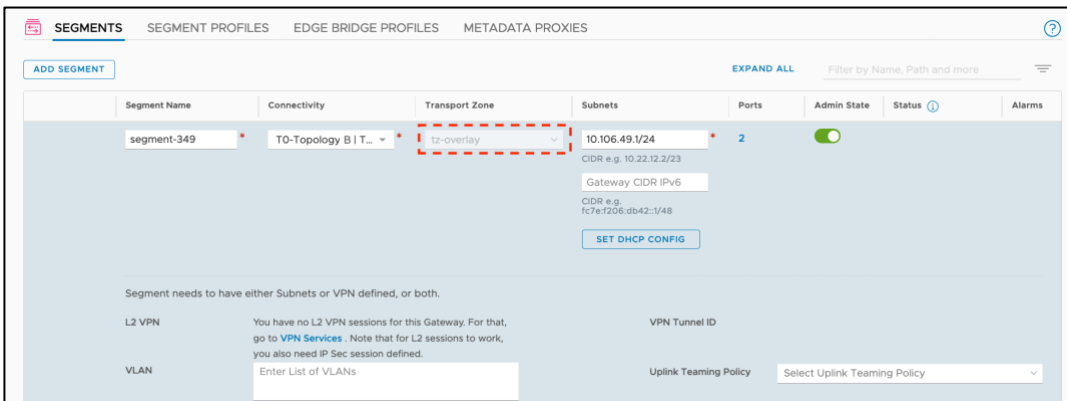 SEGMENTS SEGMENT PROFILES EDGE BRIDGE PROFILES METADATA PROXIES
ADD SEGMENT EXPAND ALL Filter by Name, Path and more
Segment Name Connectivity Transport Zone Subnets Ports Admin State Status Alarms
segment-349 * T0-Topology B | T... * tz-overlay 10.106.49.1/24 * 2
CIDR e.g. 10.22.12.2/23
Gateway CIDR IPv6
CIDR e.g.
fc7e:f206:db42::1/48
SET DHCP CONFIG
Segment needs to have either Subnets or VPN defined, or both.
L2 VPN You have no L2 VPN sessions for this Gateway. For that, VPN Tunnel ID
go to VPN Services . Note that for L2 sessions to work,
you also need IP Sec session defined.
VLAN Enter List of VLANs Uplink Teaming Policy Select Uplink Teaming Policy